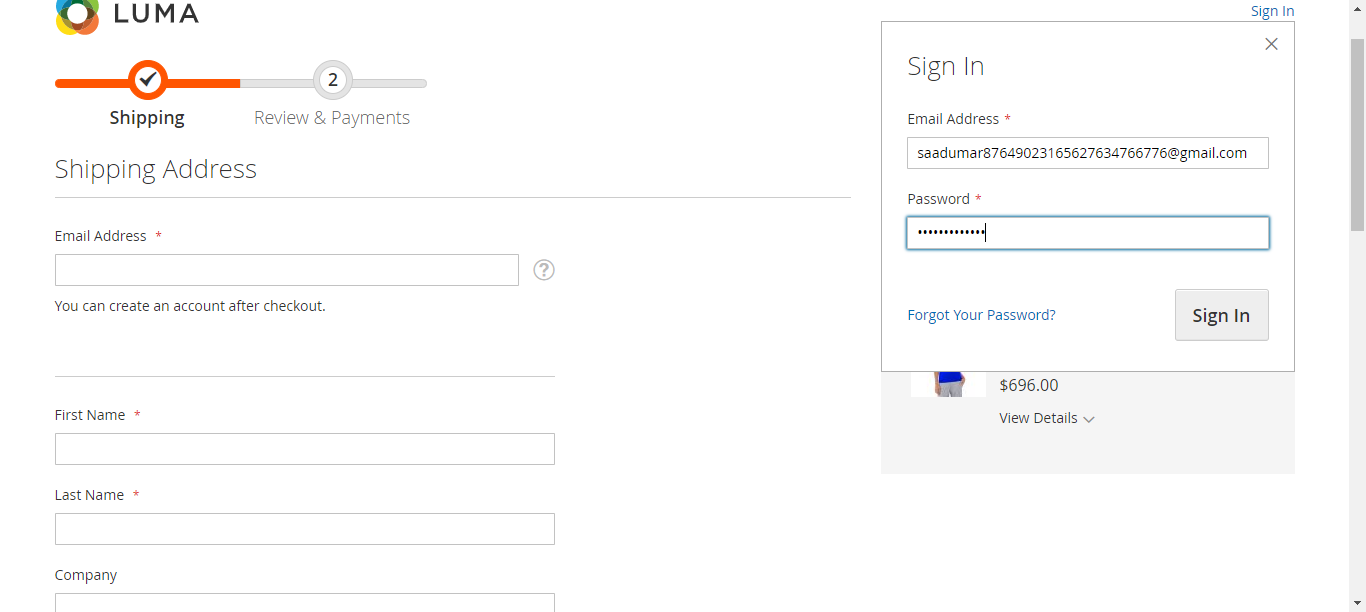 LUMA
Sign In
2
Shipping
Review & Payments
Shipping Address
Email Address *
You can create an account after checkout.
First Name *
Last Name *
Company
Sign In
Email Address *
saadumar87649023165627634766776@gmail.com
Password *
•••••••••••••
Forgot Your Password?
Sign In
$696.00
View Details